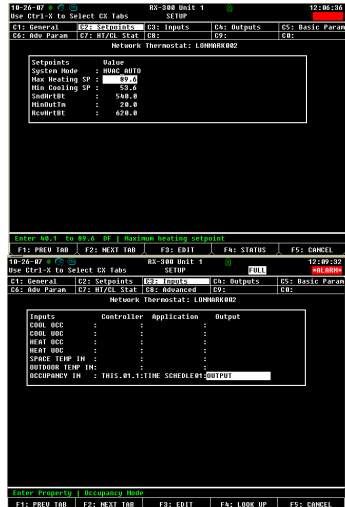 10-26-07 RX-300 Unit 1 12:06:36
Use Ctrl-X to Select CX Tabs SETUP
C1: General C2: Setpoints C3: Inputs C4: Outputs C5: Basic Param
C6: Adv Param C7: HT/CL Stat C8: C9: C0:
Network Thermostat: LONMARK002
Setpoints Value
System Mode : HVAC_AUTO
Max Heating SP : 89.6
Min Cooling SP : 53.6
SndHrtBt : 540.0
MinOutTm : 20.0
RcvHrtBt : 620.0
Enter 40.1 to 89.6 DF | Maximum heating setpoint
F1: PREV TAB F2: NEXT TAB F3: EDIT F4: STATUS F5: CANCEL
10-26-07 RX-300 Unit 1 12:09:32
Use Ctrl-X to Select CX Tabs SETUP FULL *ALARM*
C1: General C2: Setpoints C3: Inputs C4: Outputs C5: Basic Param
C6: Adv Param C7: HT/CL Stat C8: Advanced C9: C0:
Network Thermostat: LONMARK002
Inputs Controller Application Output
COOL OCC : : :
COOL UOC : : :
HEAT OCC : : :
HEAT UOC : : :
SPACE TEMP IN : : :
OUTDOOR TEMP IN: : :
OCCUPANCY IN : THIS.01.1:TIME SCHEDLE01:OUTPUT
Enter Property | Occupancy Mode
F1: PREV TAB F2: NEXT TAB F3: EDIT F4: LOOK UP F5: CANCEL